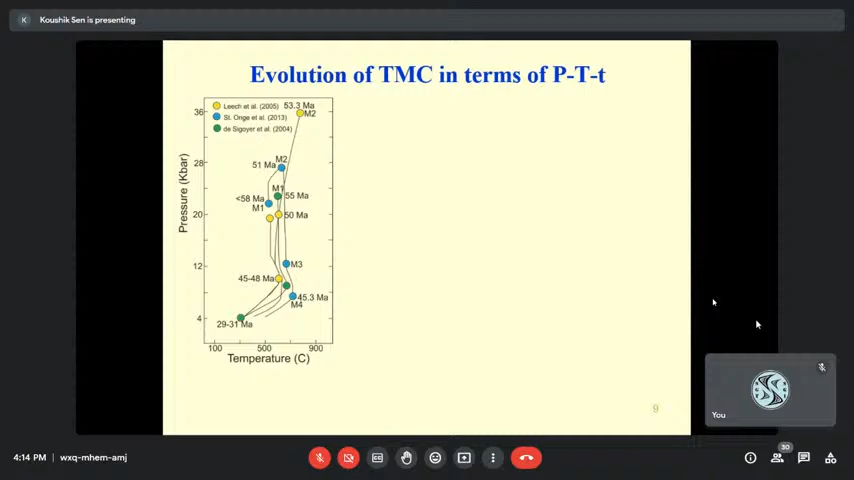 K Koushik Sen is presenting
Evolution of TMC in terms of P-T-t
Leech et al. (2005)
St. Onge et al. (2013)
de Sigoyer et al. (2004)
53.3 Ma
M2
36
M2
51 Ma
28
M1
55 Ma
<58 Ma
M1
20
50 Ma
12
M3
45-48 Ma
45.3 Ma
M4
4
29-31 Ma
100 500 900
Temperature (C)
Pressure (Kbar)
9
You
4:14 PM | wxq-mhem-amj
CC
30